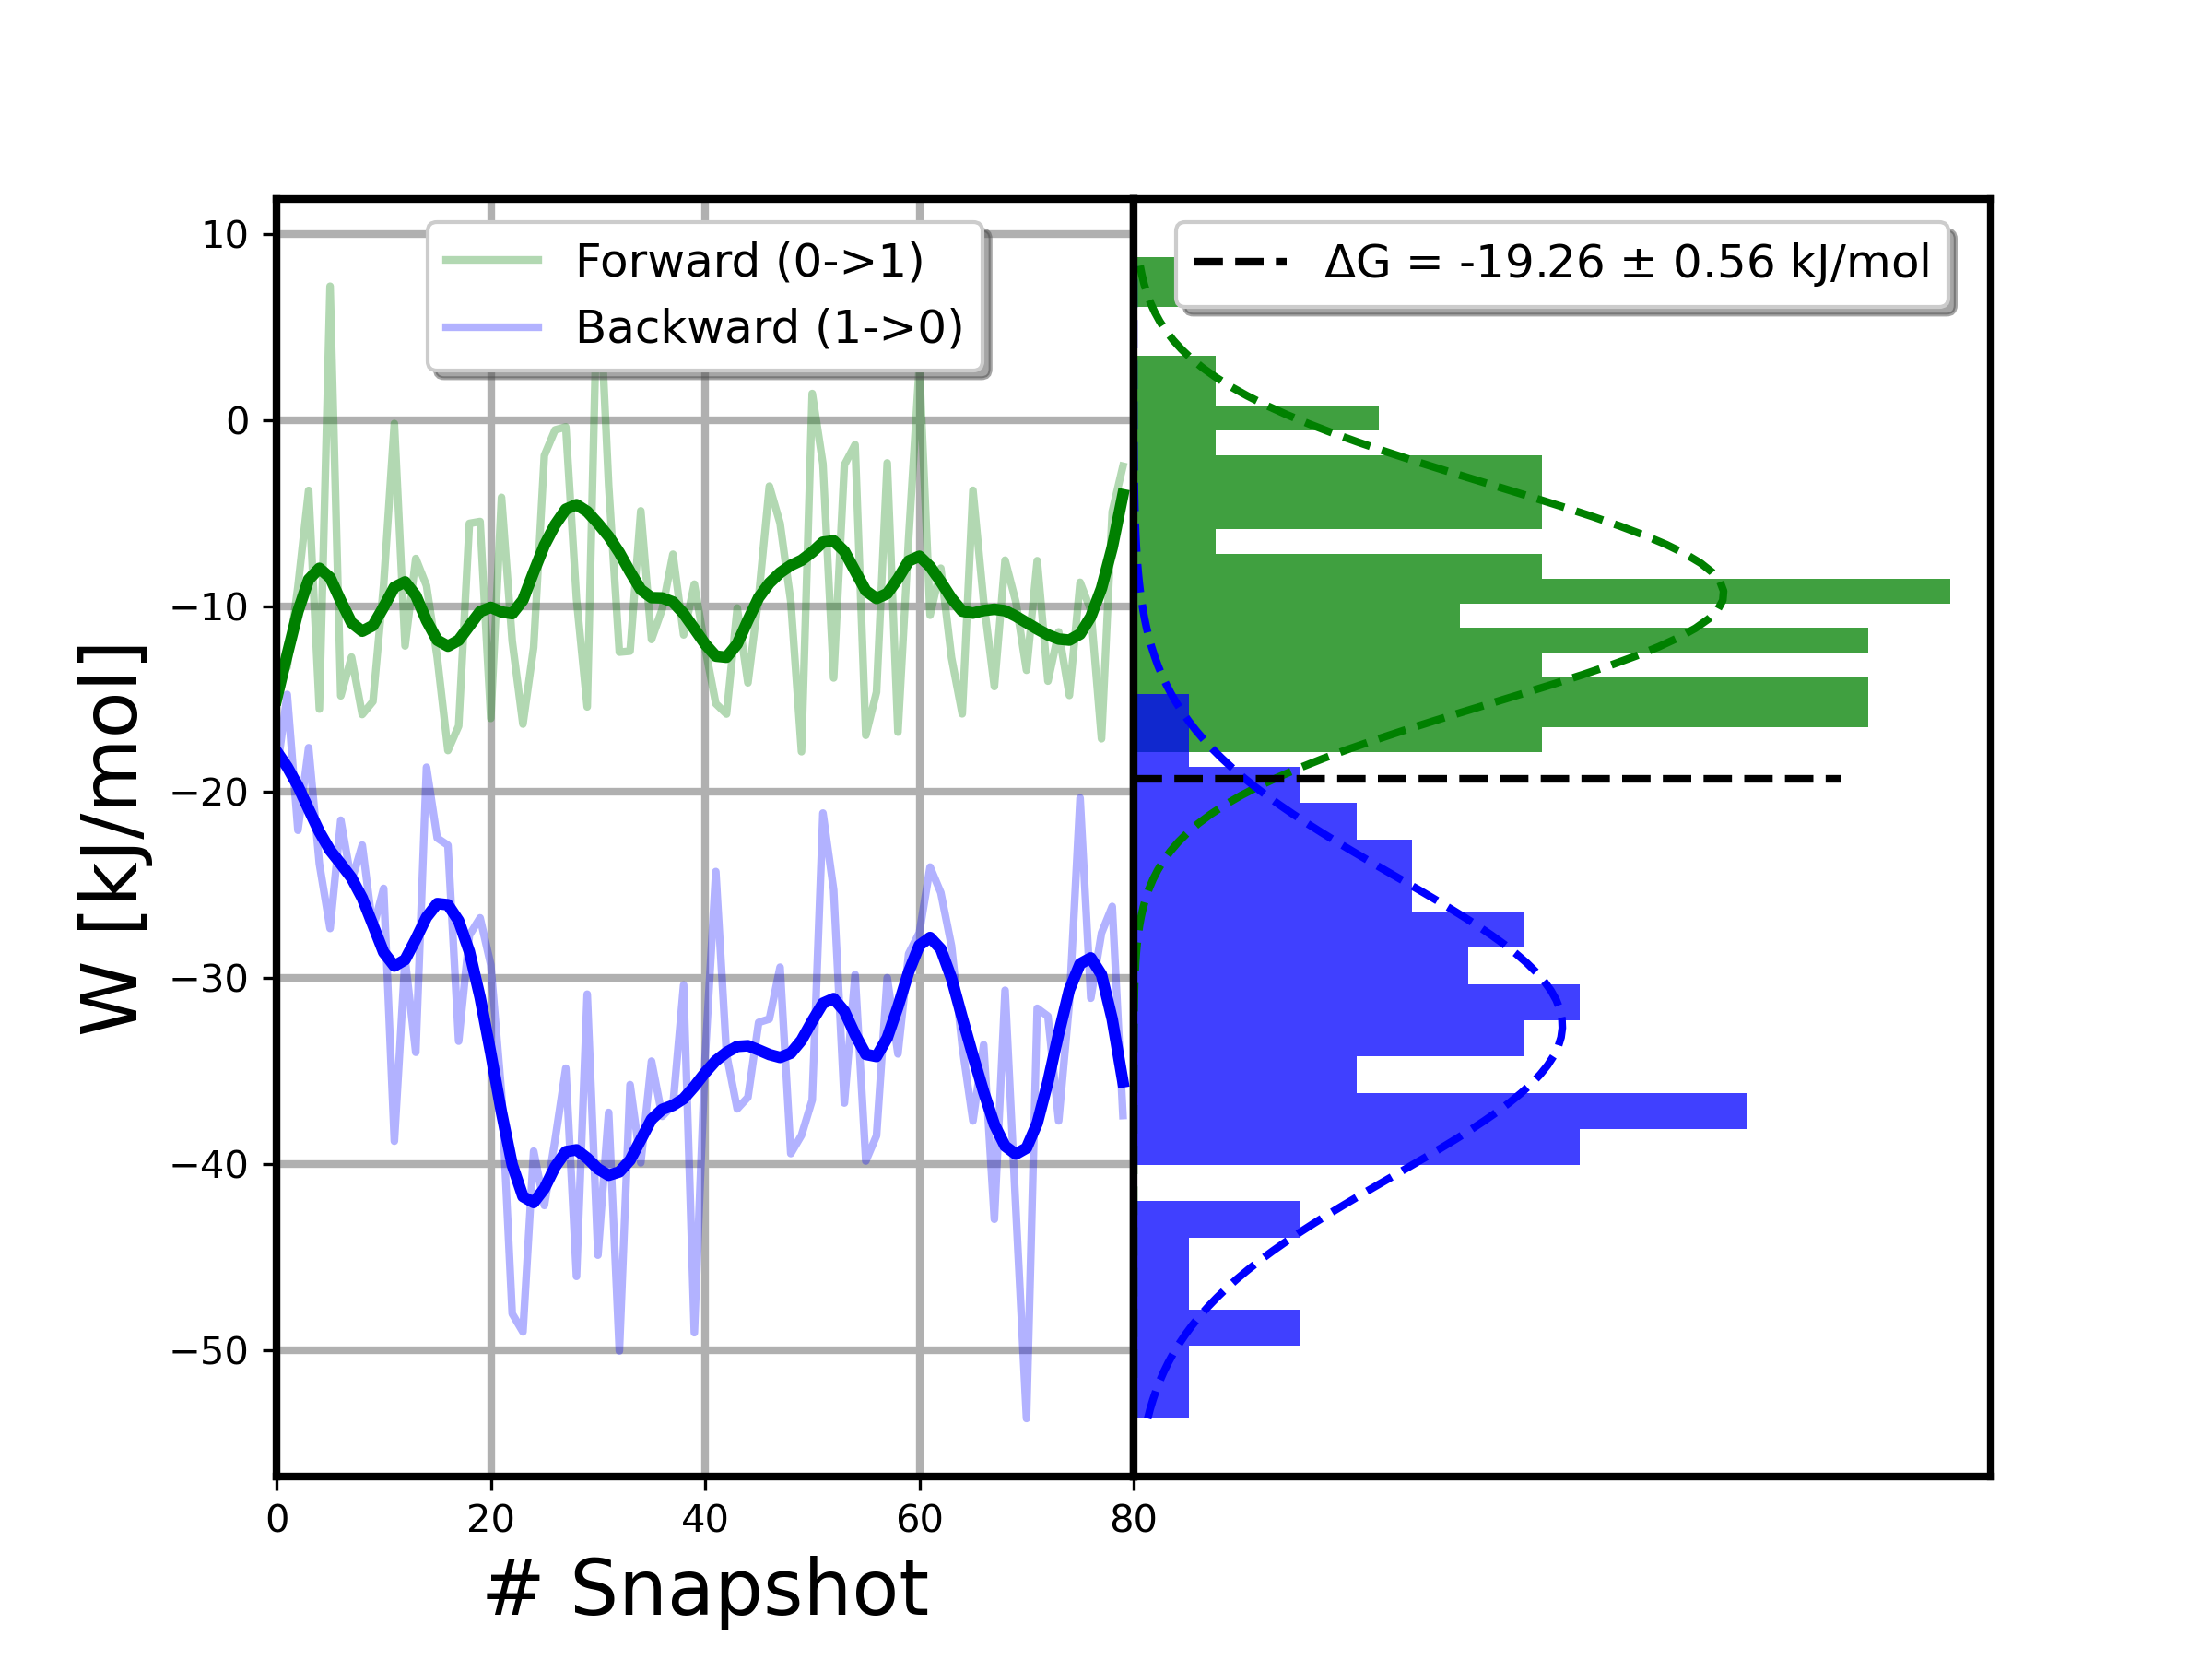 Forward (0->1)
Backward (1->0)
ΔG = -19.26 ± 0.56 kJ/mol
10
0
−10
−20
−30
−40
−50
W [kJ/mol]
0 20 40 60 80
# Snapshot